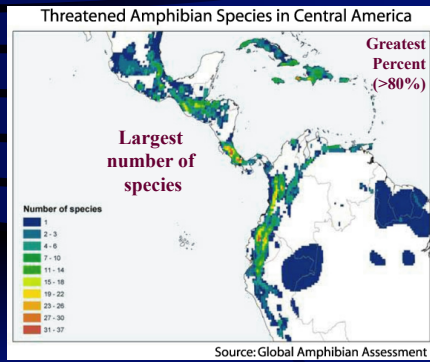 Threatened Amphibian Species in Central America
Greatest
Percent
(>80%)
Largest
number of
species
Number of species
1
2 - 3
4 - 6
7 - 10
11 - 14
15 - 18
19 - 22
23 - 26
27 - 30
31 - 37
Source: Global Amphibian Assessment